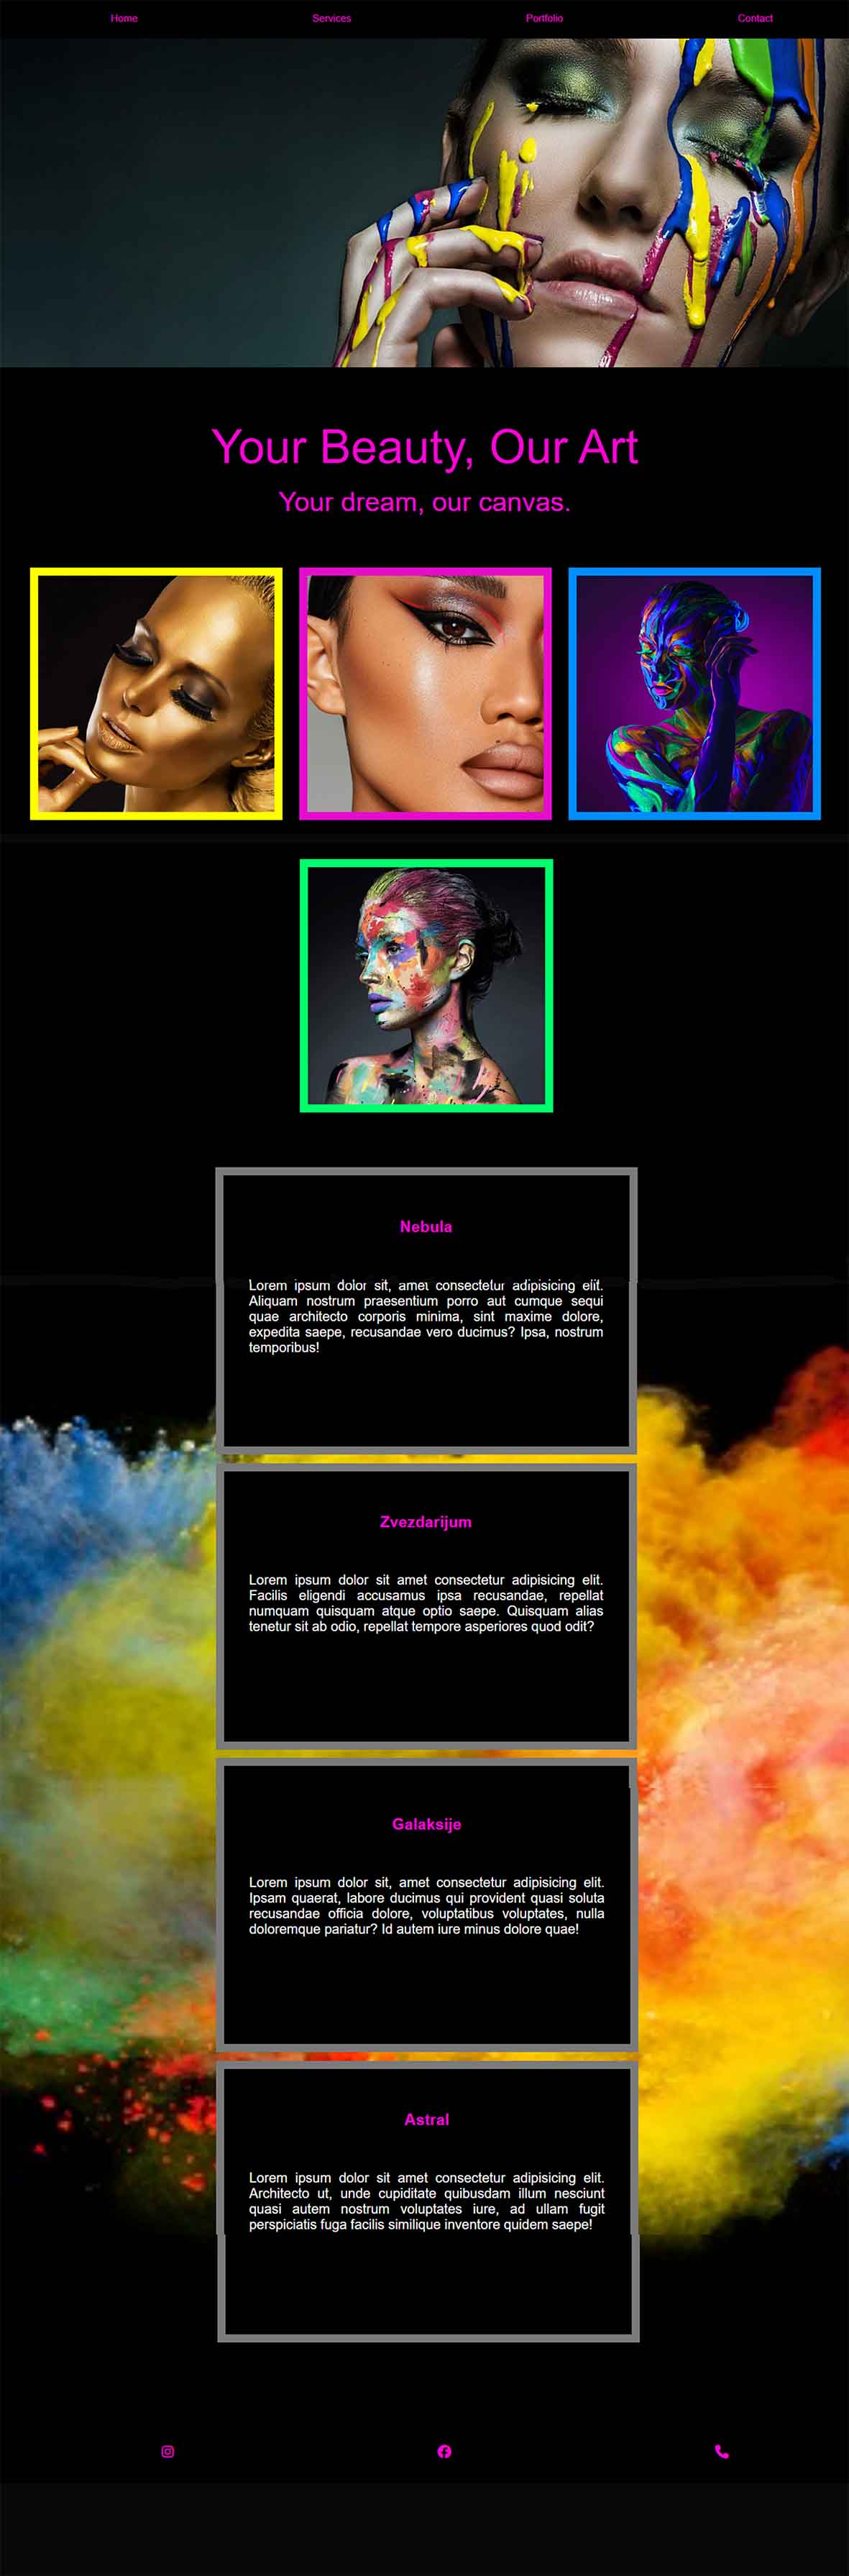 Home Services Portfolio Contact
Your Beauty, Our Art
Your dream, our canvas.
Nebula
Lorem ipsum dolor sit, amet consectetur adipisicing elit.
Aliquam nostrum praesentium porro aut cumque sequi
quae architecto corporis minima, sint maxime dolore,
expedita saepe, recusandae vero ducimus? Ipsa, nostrum
temporibus!
Zvezdarijum
Lorem ipsum dolor sit amet consectetur adipisicing elit.
Facilis eligendi accusamus ipsa recusandae, repellat
numquam quisquam atque optio saepe. Quisquam alias
tenetur sit ab odio, repellat tempore asperiores quod odit?
Galaksije
Lorem ipsum dolor sit, amet consectetur adipisicing elit.
Ipsam quaerat, labore ducimus qui provident quasi soluta
recusandae officia dolore, voluptatibus voluptates, nulla
doloremque pariatur? Id autem iure minus dolore quae!
Astral
Lorem ipsum dolor sit amet consectetur adipisicing elit.
Architecto ut, unde cupiditate quibusdam illum nesciunt
quasi autem nostrum voluptates iure, ad ullam fugit
perspiciatis fuga facilis similique inventore quidem saepe!